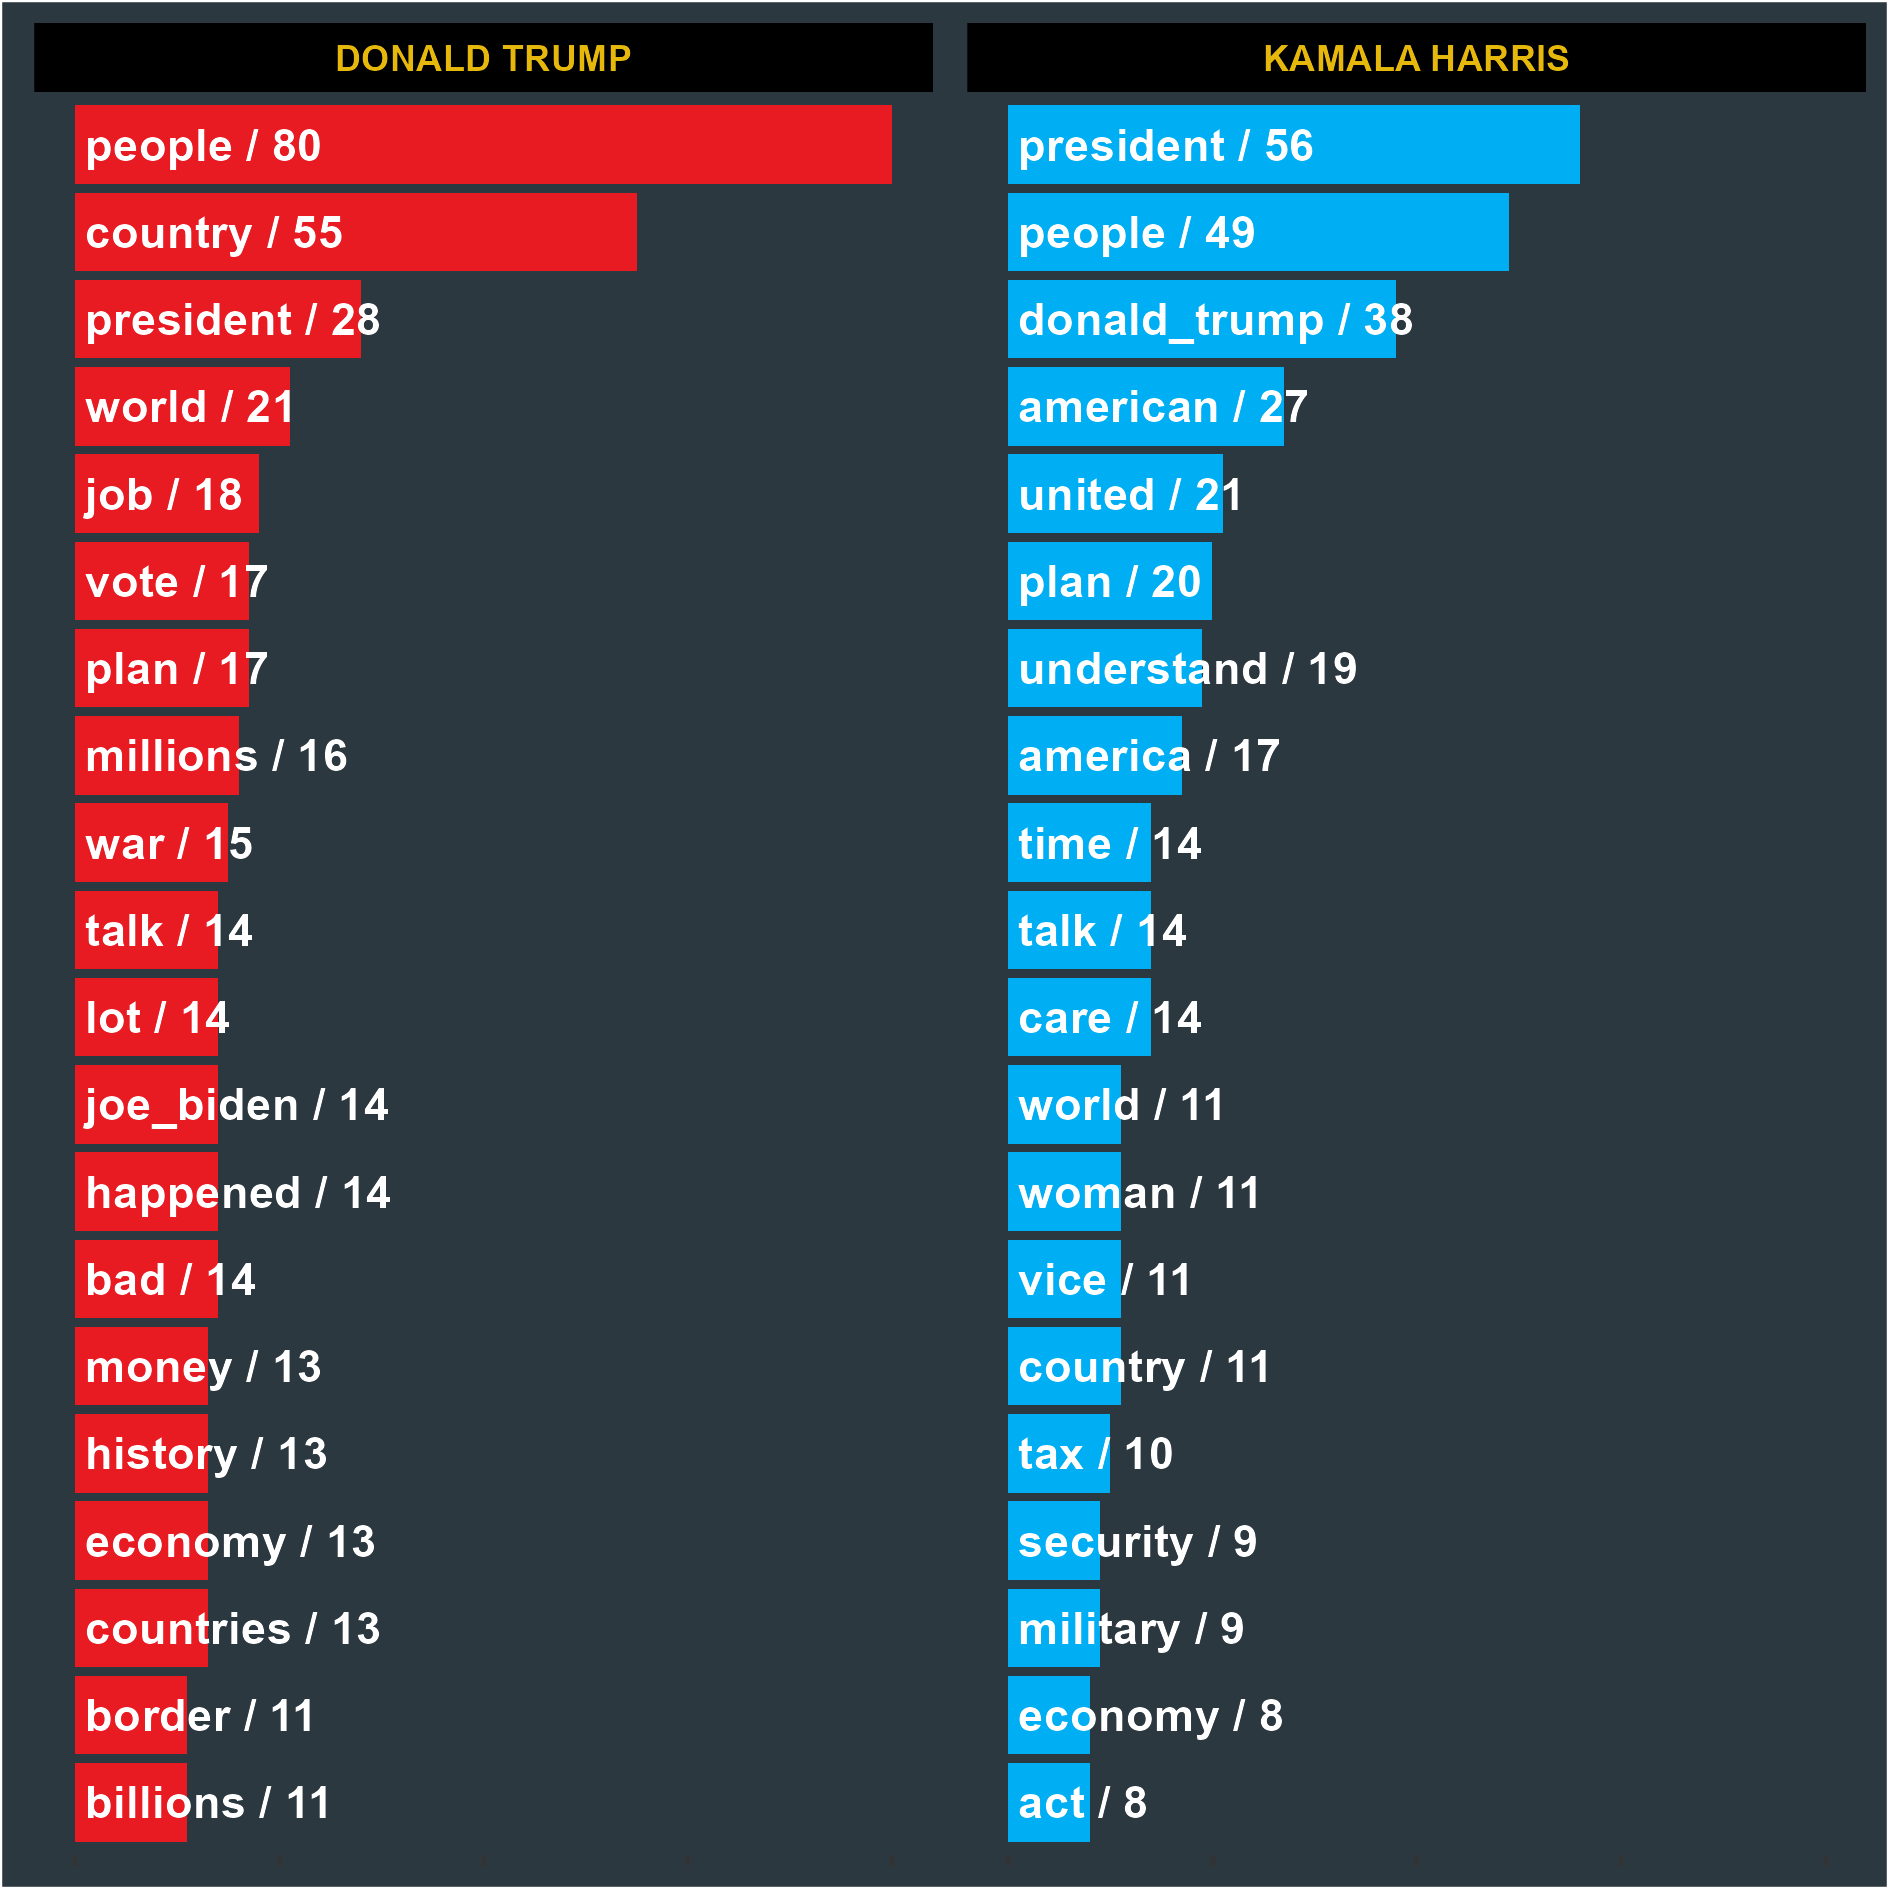 DONALD TRUMP
people / 80
country / 55
president / 28
world / 21
job / 18
vote / 17
plan / 17
millions / 16
war / 15
talk / 14
lot / 14
joe_biden / 14
happened / 14
bad / 14
money / 13
history / 13
economy / 13
countries / 13
border / 11
billions / 11
KAMALA HARRIS
president / 56
people / 49
donald_trump / 38
american / 27
united / 21
plan / 20
understand / 19
america / 17
time / 14
talk / 14
care / 14
world / 11
woman / 11
vice / 11
country / 11
tax / 10
security / 9
military / 9
economy / 8
act / 8